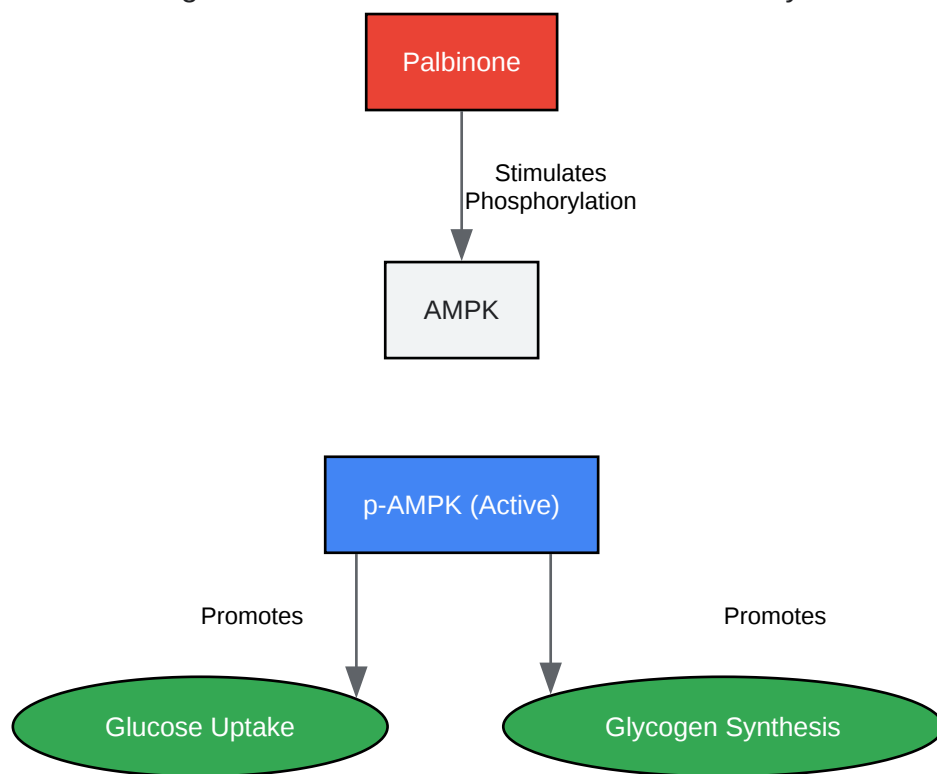 Palbinone
Stimulates
Phosphorylation
AMPK
p-AMPK (Active)
Promotes
Promotes
Glucose Uptake
Glycogen Synthesis